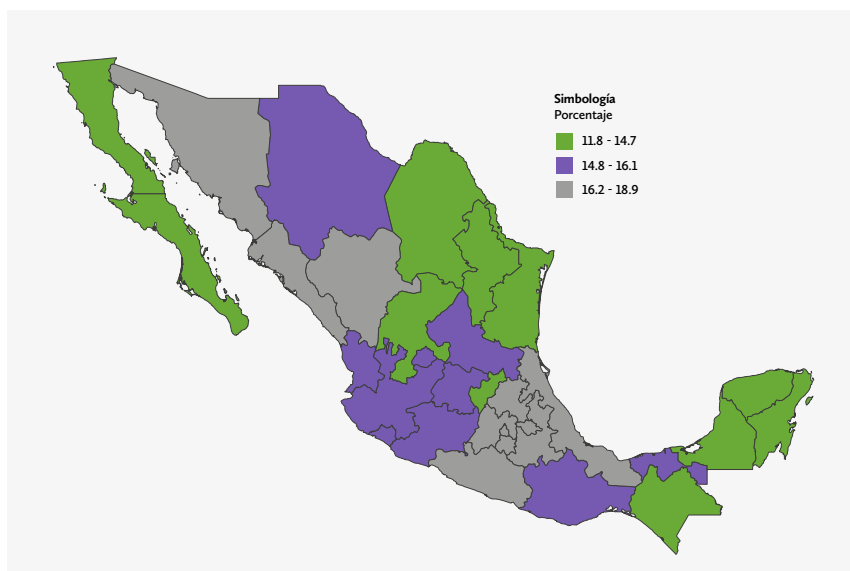 Simbología
Porcentaje
11.8 - 14.7
14.8 - 16.1
16.2 - 18.9